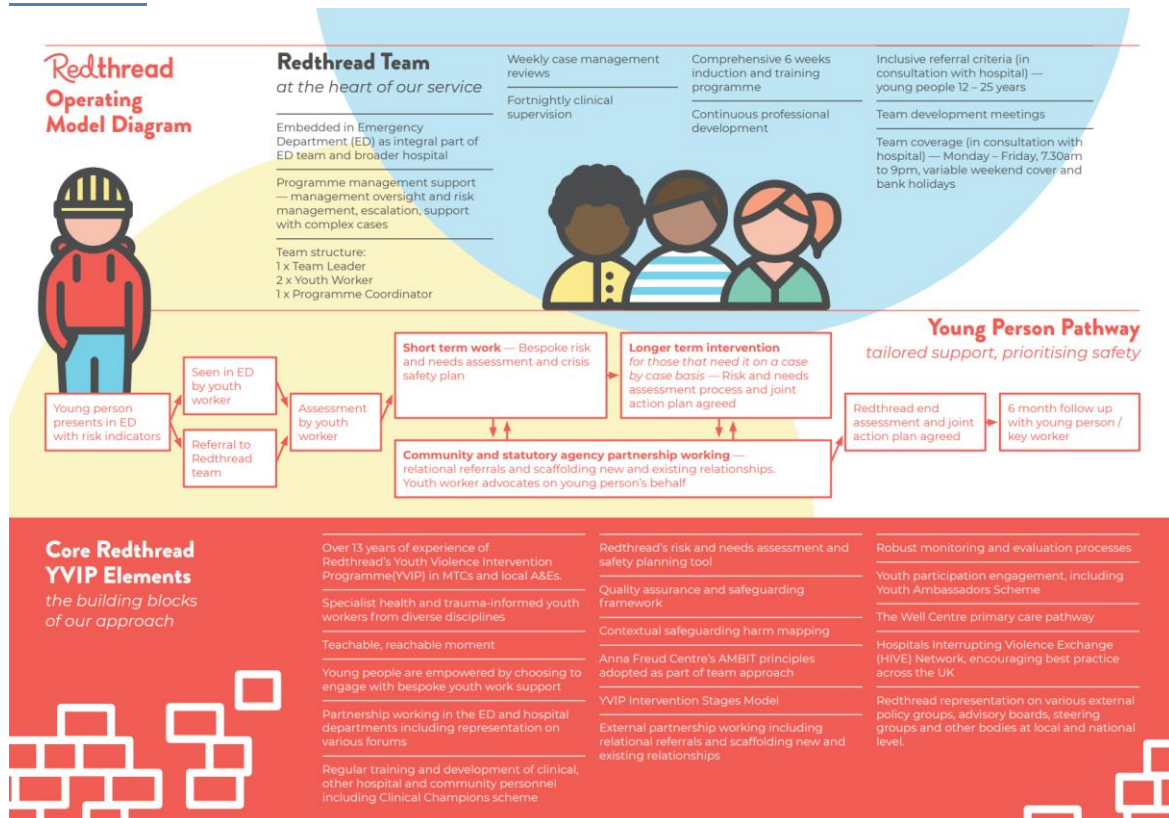 Redthread
Operating
Model Diagram
Redthread Team
at the heart of our service
Embedded in Emergency
Department (ED) as integral part of
ED team and broader hospital
Programme management support
— management oversight and risk
management, escalation, support
with complex cases
Team structure:
1 x Team Leader
2 x Youth Worker
1 x Programme Coordinator
Weekly case management
reviews
Fortnightly clinical
supervision
Comprehensive 6 weeks
induction and training
programme
Continuous professional
development
Inclusive referral criteria (in
consultation with hospital) —
young people 12 – 25 years
Team development meetings
Team coverage (in consultation with
hospital) — Monday – Friday, 7.30am
to 9pm, variable weekend cover and
bank holidays
Young Person Pathway
tailored support, prioritising safety
Young person
presents in ED
with risk indicators
Seen in ED
by youth
worker
Referral to
Redthread
team
Assessment
by youth
worker
Short term work — Bespoke risk
and needs assessment and crisis
safety plan
Longer term intervention
for those that need it on a case
by case basis — Risk and needs
assessment process and joint
action plan agreed
Community and statutory agency partnership working —
relational referrals and scaffolding new and existing relationships.
Youth worker advocates on young person's behalf
Redthread end
assessment and joint
action plan agreed
6 month follow up
with young person /
key worker
Core Redthread
YVIP Elements
the building blocks
of our approach
Over 13 years of experience of
Redthread's Youth Violence Intervention
Programme(YVIP) in MTCs and local A&Es.
Specialist health and trauma-informed youth
workers from diverse disciplines
Teachable, reachable moment
Young people are empowered by choosing to
engage with bespoke youth work support
Partnership working in the ED and hospital
departments including representation on
various forums
Regular training and development of clinical,
other hospital and community personnel
including Clinical Champions scheme
Redthread's risk and needs assessment and
safety planning tool
Quality assurance and safeguarding
framework
Contextual safeguarding harm mapping
Anna Freud Centre's AMBIT principles
adopted as part of team approach
YVIP Intervention Stages Model
External partnership working including
relational referrals and scaffolding new and
existing relationships
Robust monitoring and evaluation processes
Youth participation engagement, including
Youth Ambassadors Scheme
The Well Centre primary care pathway
Hospitals Interrupting Violence Exchange
(HIVE) Network, encouraging best practice
across the UK
Redthread representation on various external
policy groups, advisory boards, steering
groups and other bodies at local and national
level.